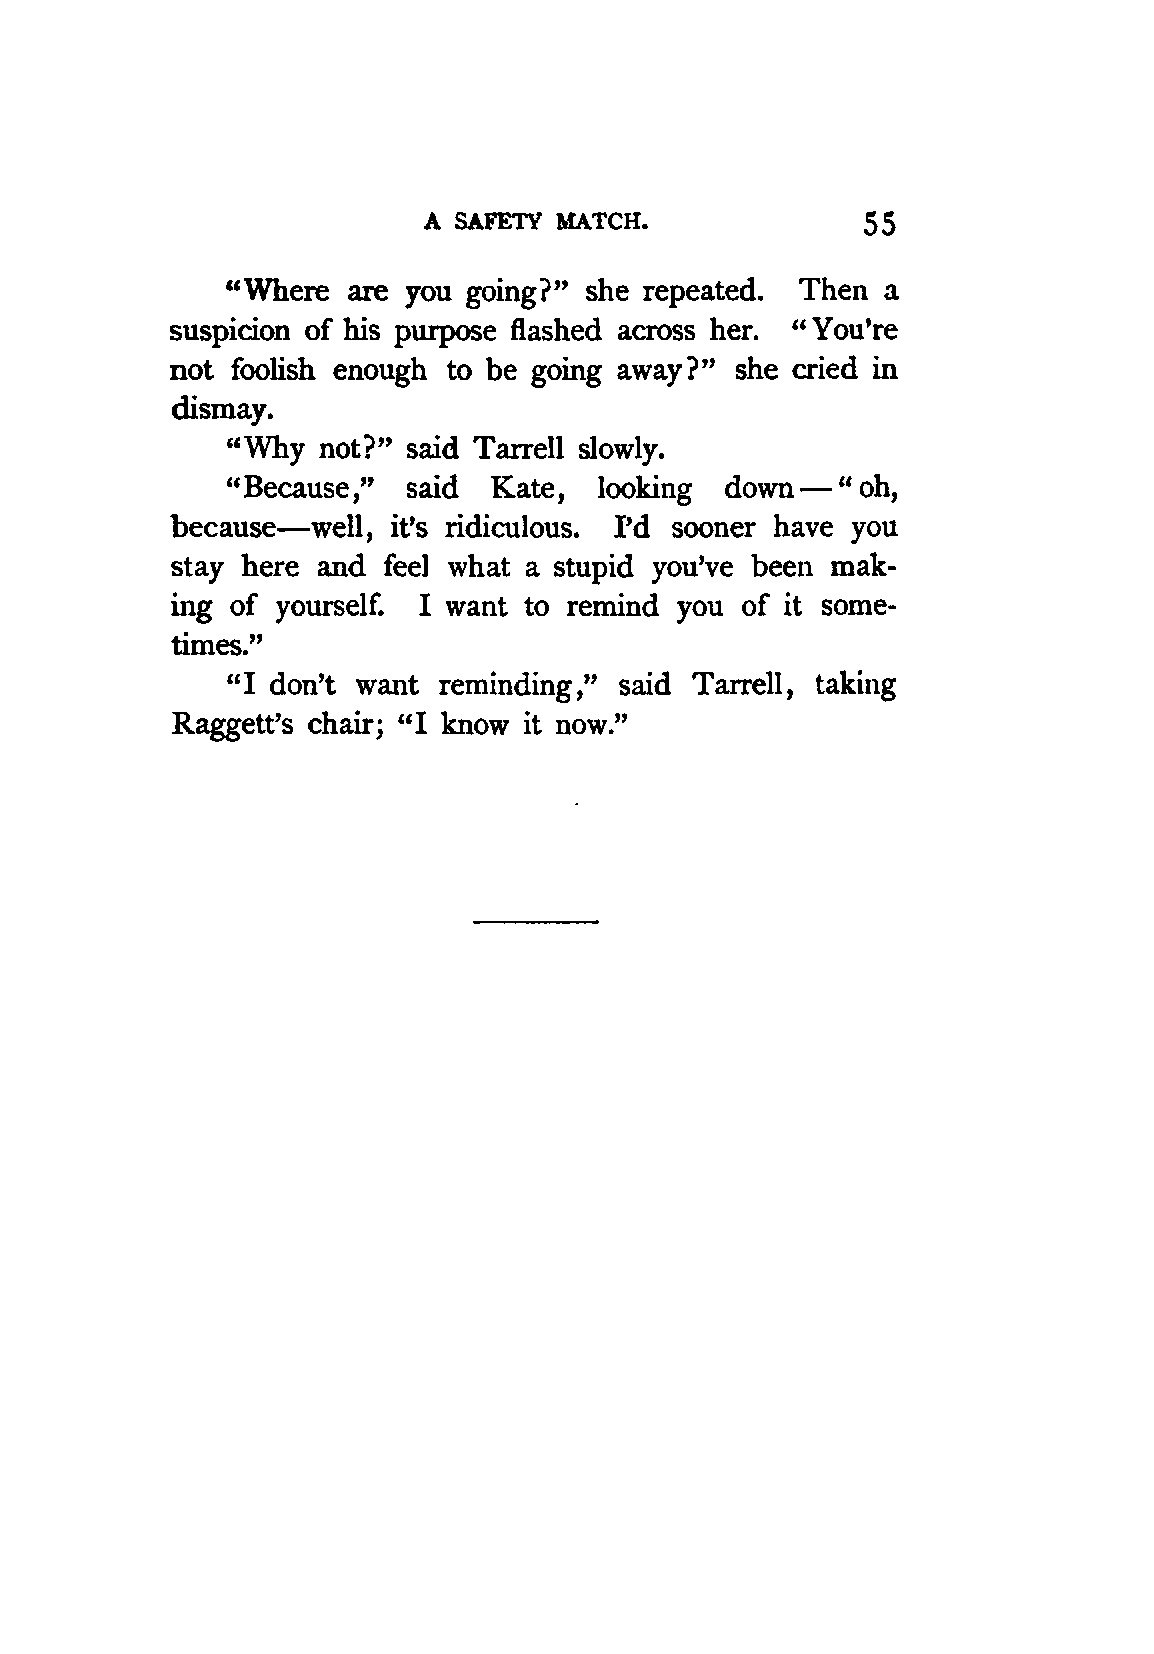 A SAFETY MATCH. 55
“Where are you going?” she repeated. Then a
suspicion of his purpose flashed across her. “You’re
not foolish enough to be going away?” she cried in
dismay.
“Why not?” said Tarrell slowly.
“Because,” said Kate, looking down—“oh,
because—well, it’s ridiculous. I’d sooner have you
stay here and feel what a stupid you’ve been mak-
ing of yourself. I want to remind you of it some-
times.”
“I don’t want reminding,” said Tarrell, taking
Raggett’s chair; “I know it now.”